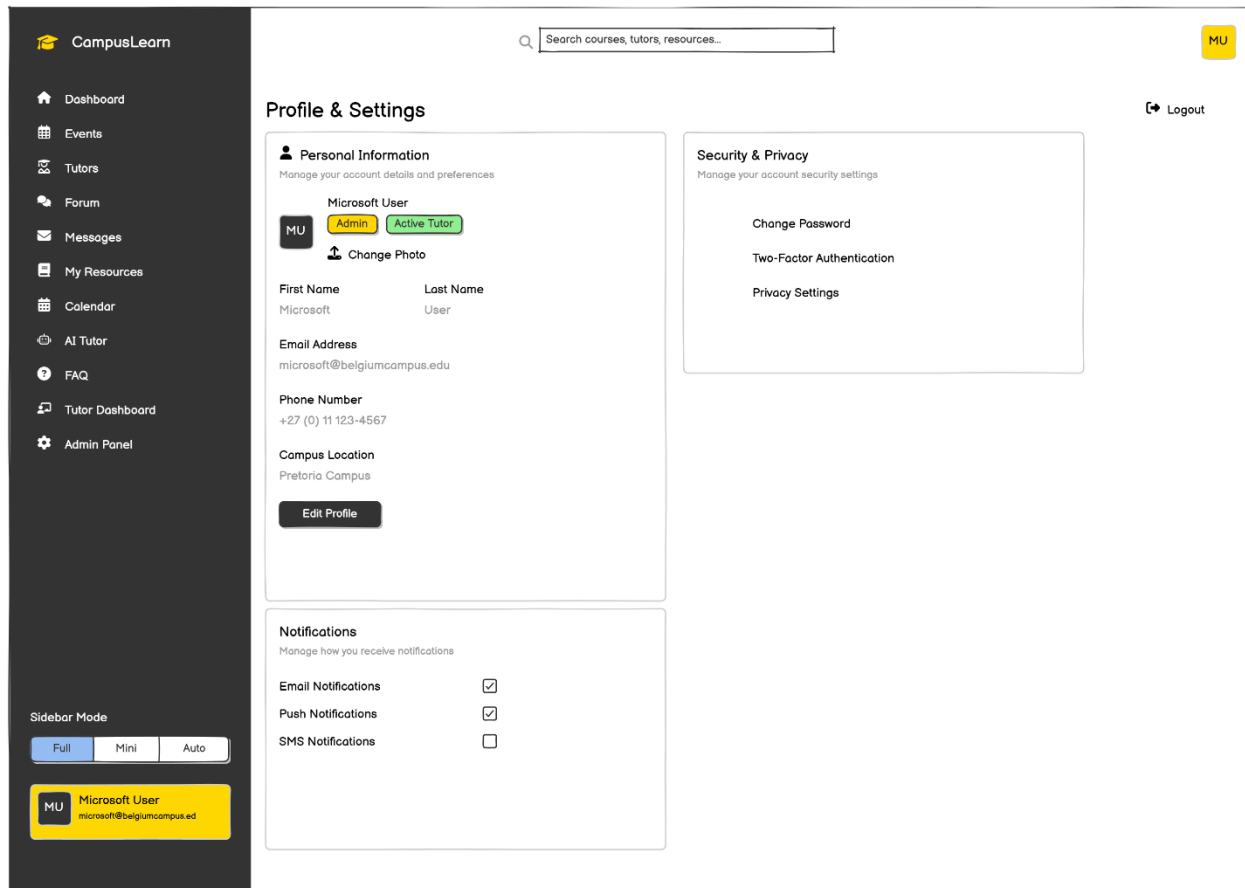 CampusLearn
Search courses, tutors, resources...
MU
Dashboard
Events
Tutors
Forum
Messages
My Resources
Calendar
AI Tutor
FAQ
Tutor Dashboard
Admin Panel
Sidebar Mode
Full Mini Auto
MU
Microsoft User
microsoft@belgiumcampus.ed
Profile & Settings
Logout
Personal Information
Manage your account details and preferences
Microsoft User
MU
Admin Active Tutor
Change Photo
First Name Last Name
Microsoft User
Email Address
microsoft@belgiumcampus.edu
Phone Number
+27 (0) 11 123-4567
Campus Location
Pretoria Campus
Edit Profile
Security & Privacy
Manage your account security settings
Change Password
Two-Factor Authentication
Privacy Settings
Notifications
Manage how you receive notifications
Email Notifications
Push Notifications
SMS Notifications